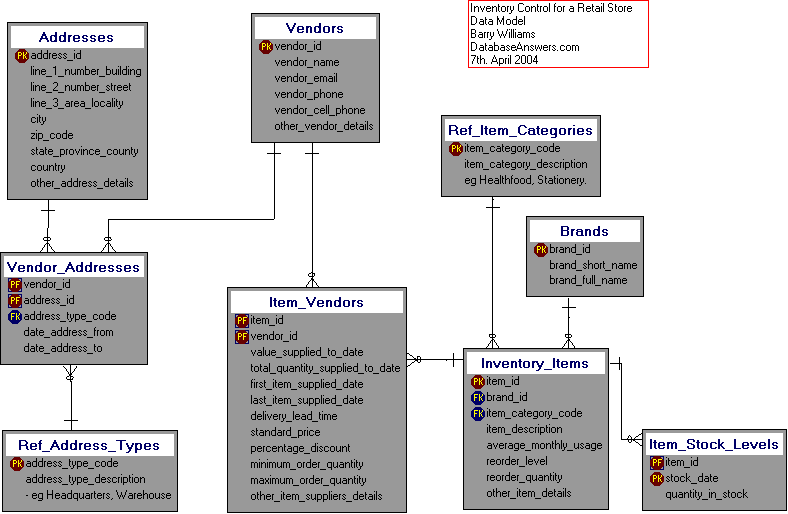 Inventory Control for a Retail Store
Data Model
Barry Williams
DatabaseAnswers.com
7th. April 2004
Addresses
PK address_id
line_1_number_building
line_2_number_street
line_3_area_locality
city
zip_code
state_province_county
country
other_address_details
Vendors
PK vendor_id
vendor_name
vendor_email
vendor_phone
vendor_cell_phone
other_vendor_details
Ref_Item_Categories
PK item_category_code
item_category_description
eg Healthfood, Stationery.
Brands
PK brand_id
brand_short_name
brand_full_name
Vendor_Addresses
PF vendor_id
PF address_id
FK address_type_code
date_address_from
date_address_to
Item_Vendors
PF item_id
PF vendor_id
value_supplied_to_date
total_quantity_supplied_to_date
first_item_supplied_date
last_item_supplied_date
delivery_lead_time
standard_price
percentage_discount
minimum_order_quantity
maximum_order_quantity
other_item_suppliers_details
Inventory_Items
PK item_id
FK brand_id
FK item_category_code
item_description
average_monthly_usage
reorder_level
reorder_quantity
other_item_details
Ref_Address_Types
PK address_type_code
address_type_description
- eg Headquarters, Warehouse
Item_Stock_Levels
PF item_id
PK stock_date
quantity_in_stock